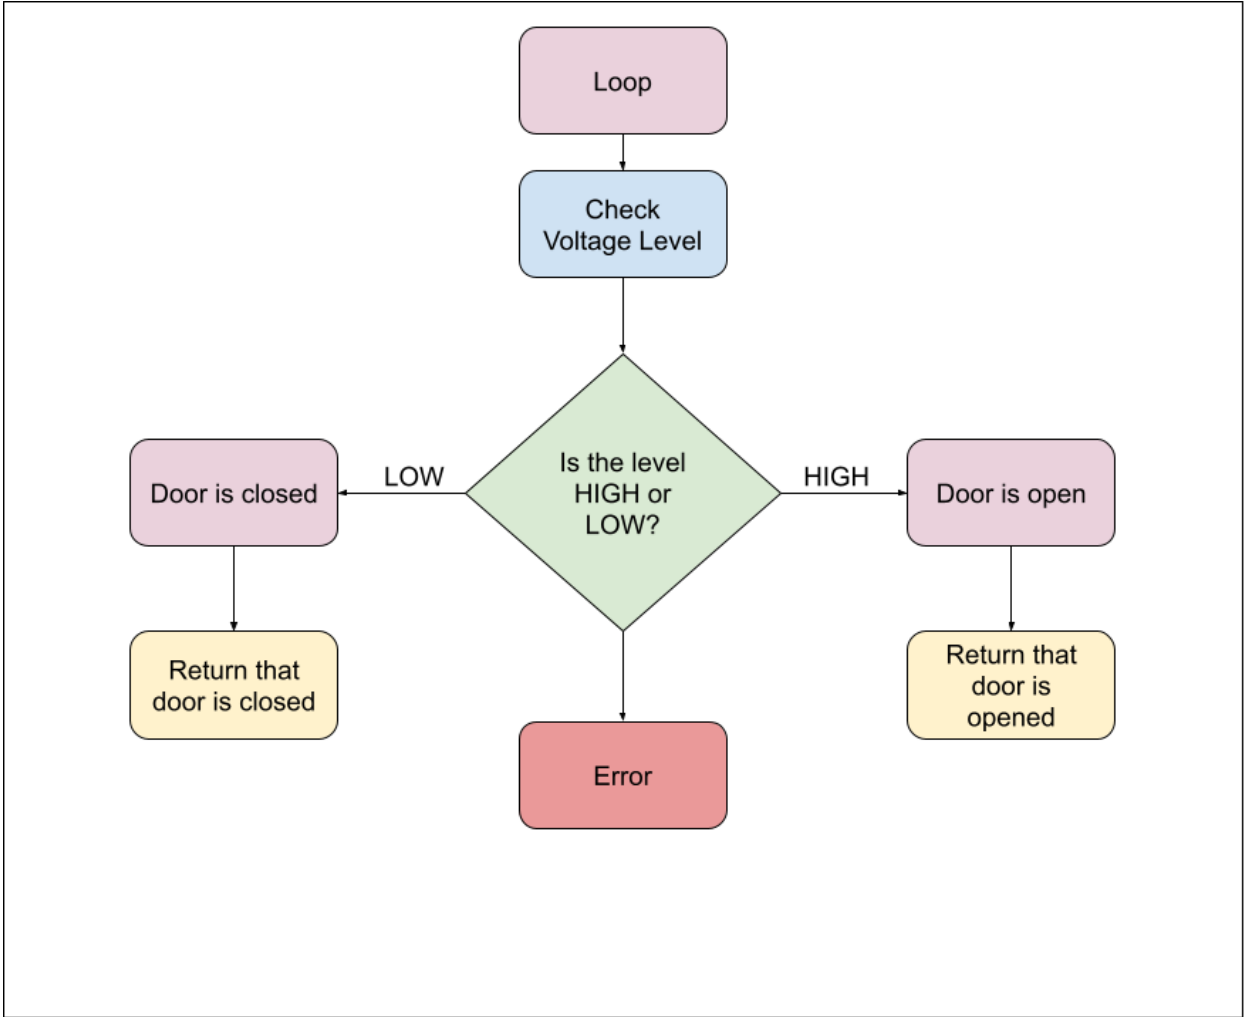 Loop
Check
Voltage Level
Is the level
HIGH or
LOW?
LOW
HIGH
Door is closed
Door is open
Return that
door is closed
Return that
door is
opened
Error